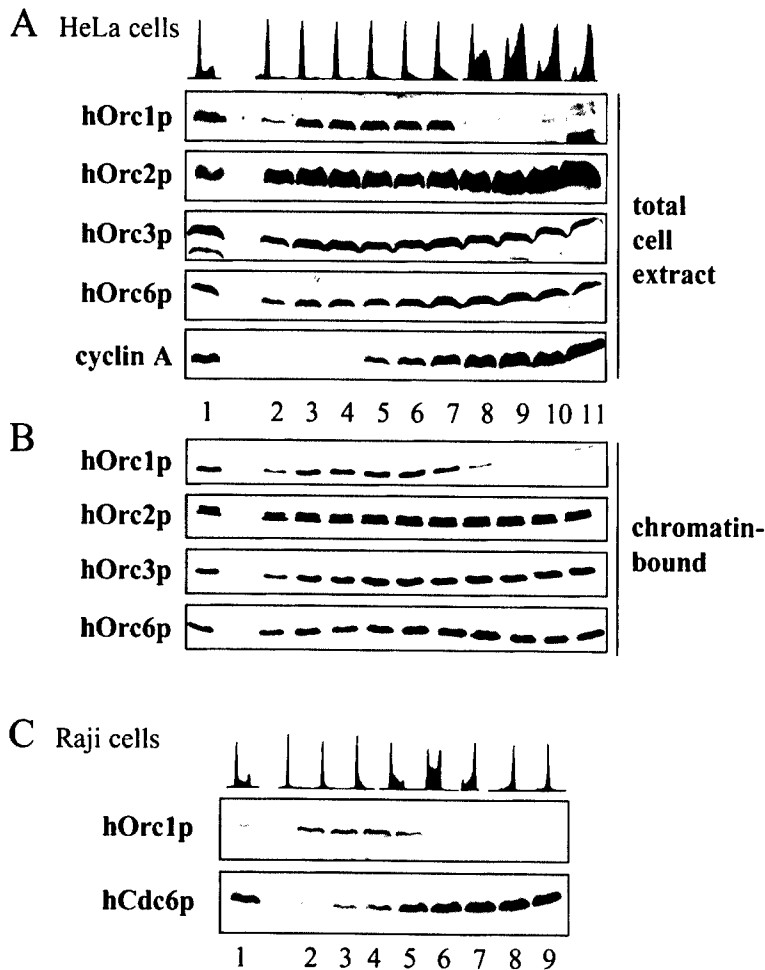 A HeLa cells
hOrc1p
hOrc2p
hOrc3p
hOrc6p
cyclin A
total
cell
extract
1 2 3 4 5 6 7 8 9 10 11
B
hOrc1p
hOrc2p
hOrc3p
hOrc6p
chromatin-
bound
C Raji cells
hOrc1p
hCdc6p
1 2 3 4 5 6 7 8 9